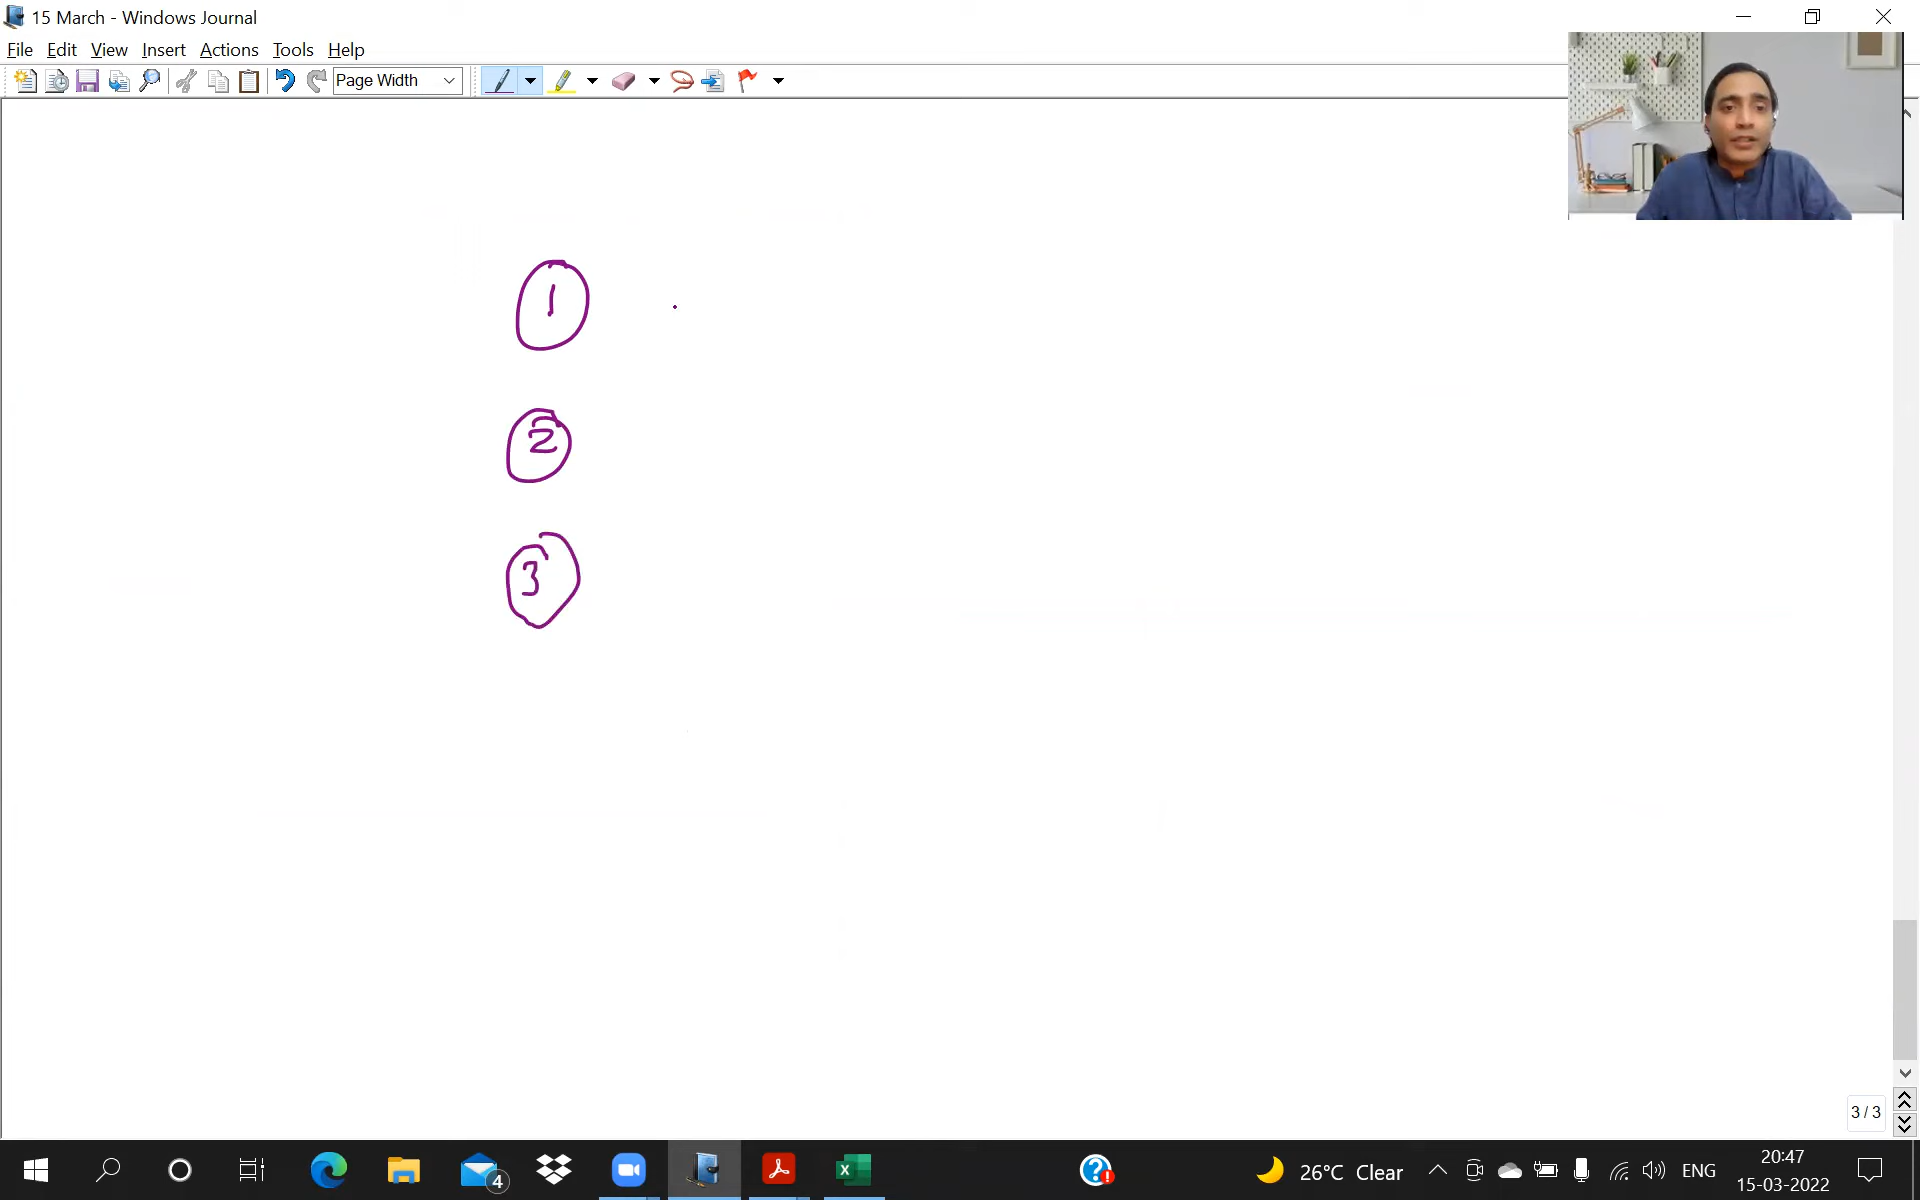 15 March - Windows Journal
File Edit View Insert Actions Tools Help
Page Width
1
2
3
3 / 3
4
26°C Clear
ENG
20:47
15-03-2022